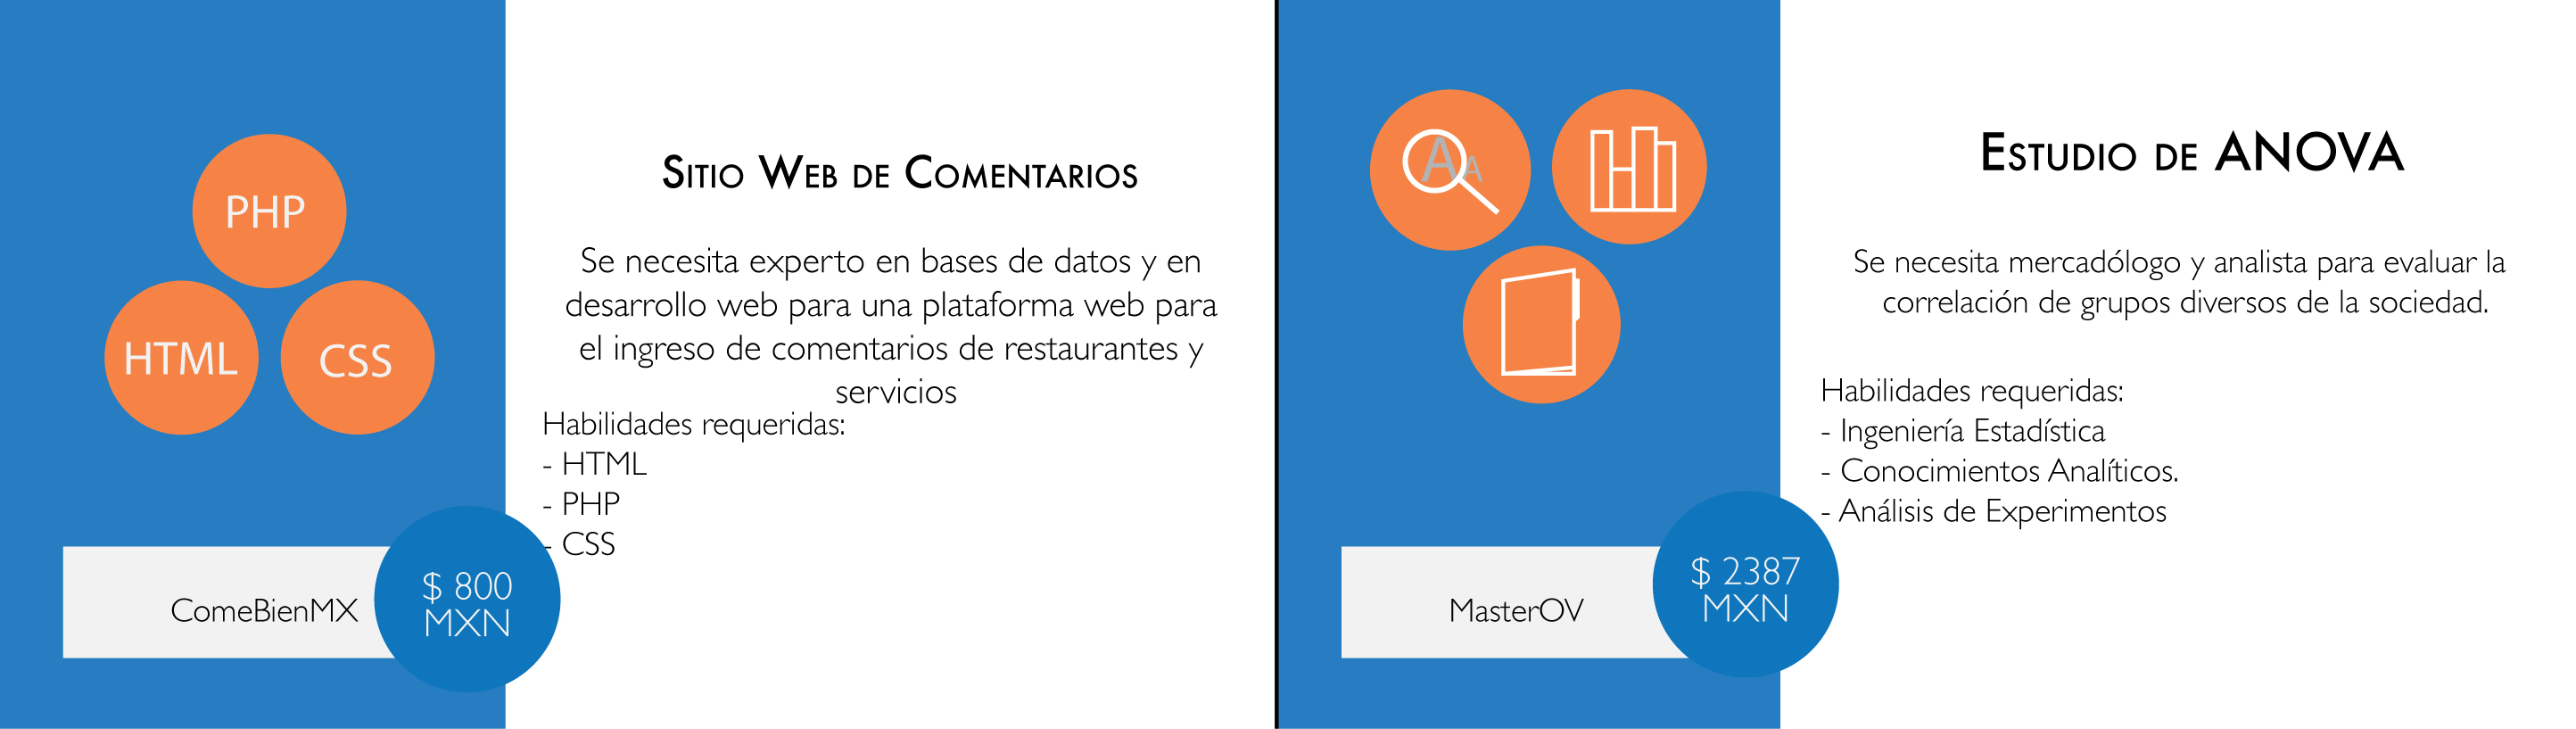 PHP
HTML
CSS
ComeBienMX
$ 800
MXN
Sitio Web de Comentarios
Se necesita experto en bases de datos y en
desarrollo web para una plataforma web para
el ingreso de comentarios de restaurantes y
servicios
Habilidades requeridas:
- HTML
- PHP
- CSS
A A
MasterOV
$ 2387
MXN
Estudio de ANOVA
Se necesita mercadólogo y analista para evaluar la
correlación de grupos diversos de la sociedad.
Habilidades requeridas:
- Ingeniería Estadística
- Conocimientos Analíticos.
- Análisis de Experimentos